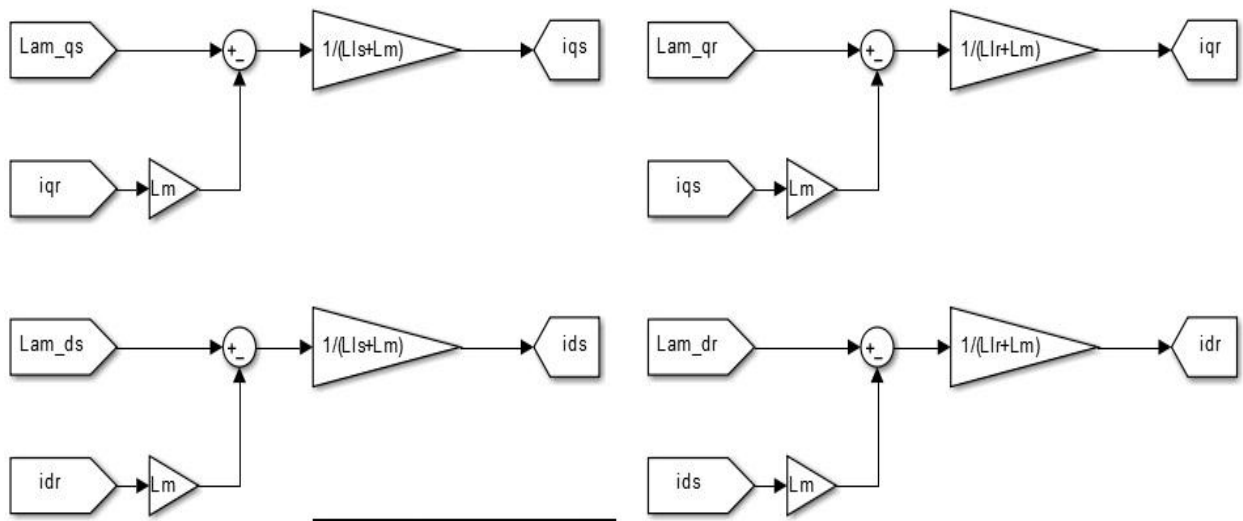 Lam_qs + - 1/(Lls+Lm) iqs
iqr Lm
Lam_qr + - 1/(Llr+Lm) iqr
iqs Lm
Lam_ds + - 1/(Lls+Lm) ids
idr Lm
Lam_dr + - 1/(Llr+Lm) idr
ids Lm